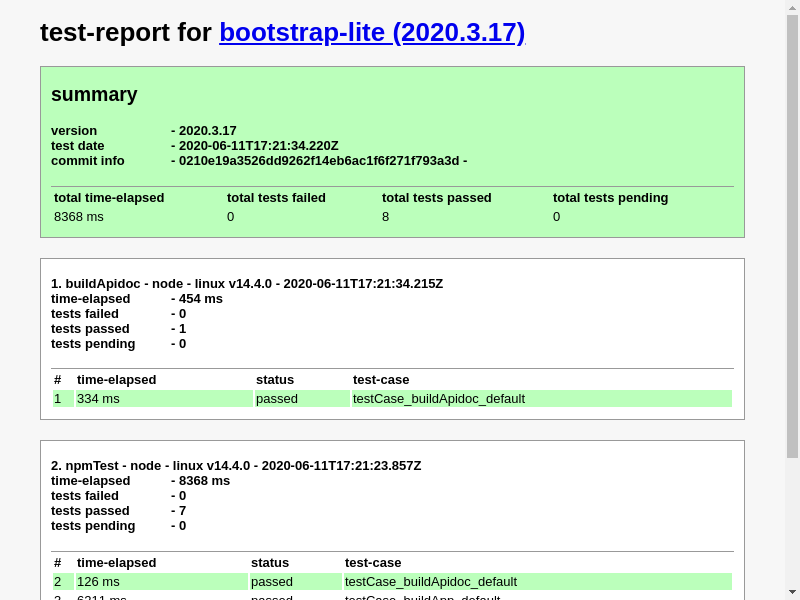 test-report for bootstrap-lite (2020.3.17)
summary
version - 2020.3.17
test date - 2020-06-11T17:21:34.220Z
commit info - 0210e19a3526dd9262f14eb6ac1f6f271f793a3d -
total time-elapsed total tests failed total tests passed total tests pending
8368 ms 0 8 0
1. buildApidoc - node - linux v14.4.0 - 2020-06-11T17:21:34.215Z
time-elapsed - 454 ms
tests failed - 0
tests passed - 1
tests pending - 0
# time-elapsed status test-case
1 334 ms passed testCase_buildApidoc_default
2. npmTest - node - linux v14.4.0 - 2020-06-11T17:21:23.857Z
time-elapsed - 8368 ms
tests failed - 0
tests passed - 7
tests pending - 0
# time-elapsed status test-case
2 126 ms passed testCase_buildApidoc_default
3 6211 ms passed testCase_buildApp_default